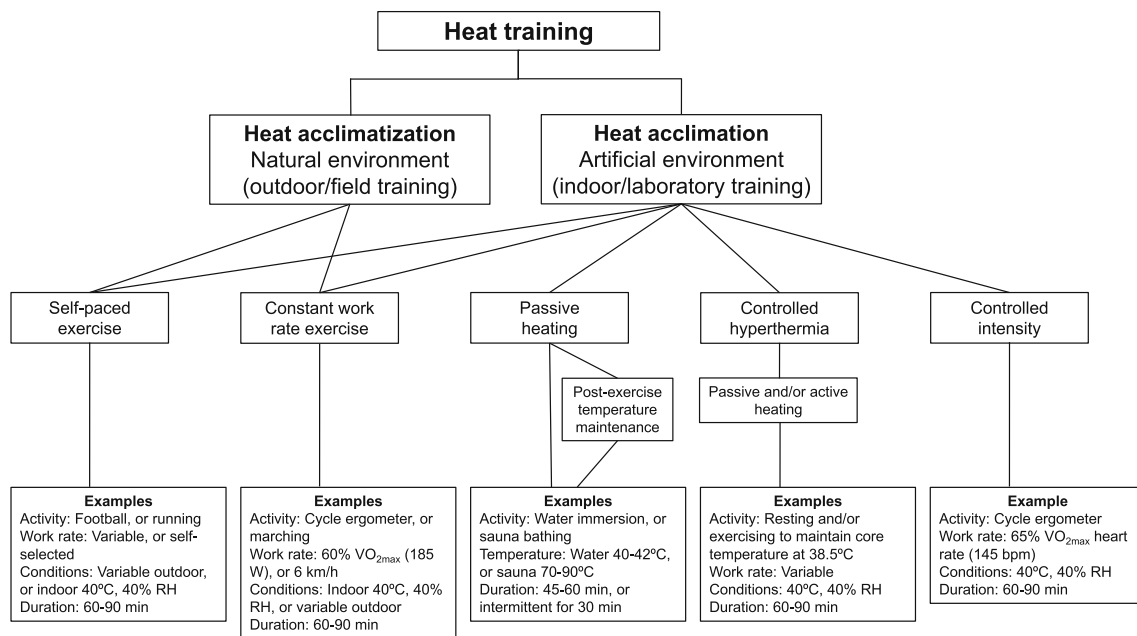 Heat training
Heat acclimatization
Natural environment
(outdoor/field training)
Heat acclimation
Artificial environment
(indoor/laboratory training)
Self-paced
exercise
Constant work
rate exercise
Passive
heating
Controlled
hyperthermia
Controlled
intensity
Post-exercise
temperature
maintenance
Passive and/or active
heating
Examples
Activity: Football, or running
Work rate: Variable, or self-
selected
Conditions: Variable outdoor,
or indoor 40ºC, 40% RH
Duration: 60-90 min
Examples
Activity: Cycle ergometer, or
marching
Work rate: 60% VO2max (185
W), or 6 km/h
Conditions: Indoor 40ºC, 40%
RH, or variable outdoor
Duration: 60-90 min
Examples
Activity: Water immersion, or
sauna bathing
Temperature: Water 40-42ºC,
or sauna 70-90ºC
Duration: 45-60 min, or
intermittent for 30 min
Examples
Activity: Resting and/or
exercising to maintain core
temperature at 38.5ºC
Work rate: Variable
Conditions: 40ºC, 40% RH
Duration: 60-90 min
Example
Activity: Cycle ergometer
Work rate: 65% VO2max heart
rate (145 bpm)
Conditions: 40ºC, 40% RH
Duration: 60-90 min